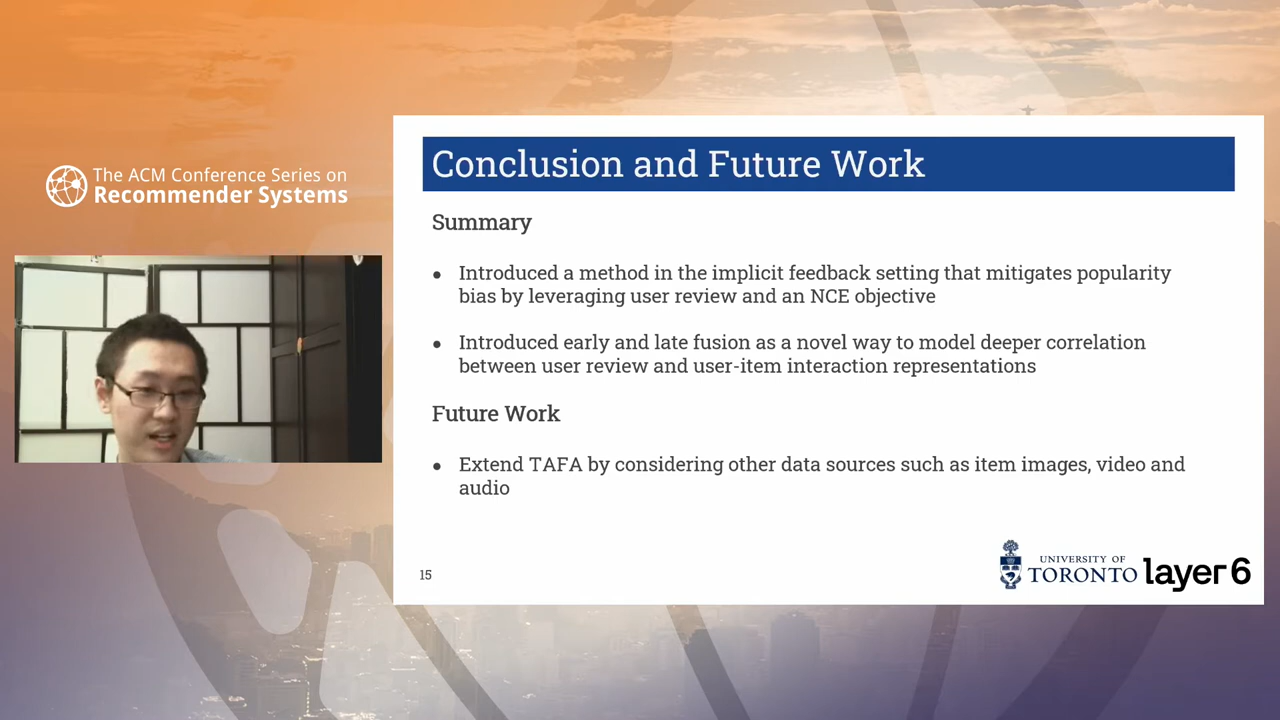 The ACM Conference Series on
Recommender Systems
Conclusion and Future Work
Summary
● Introduced a method in the implicit feedback setting that mitigates popularity
bias by leveraging user review and an NCE objective
● Introduced early and late fusion as a novel way to model deeper correlation
between user review and user-item interaction representations
Future Work
● Extend TAFA by considering other data sources such as item images, video and
audio
15
UNIVERSITY OF
TORONTO
layer 6